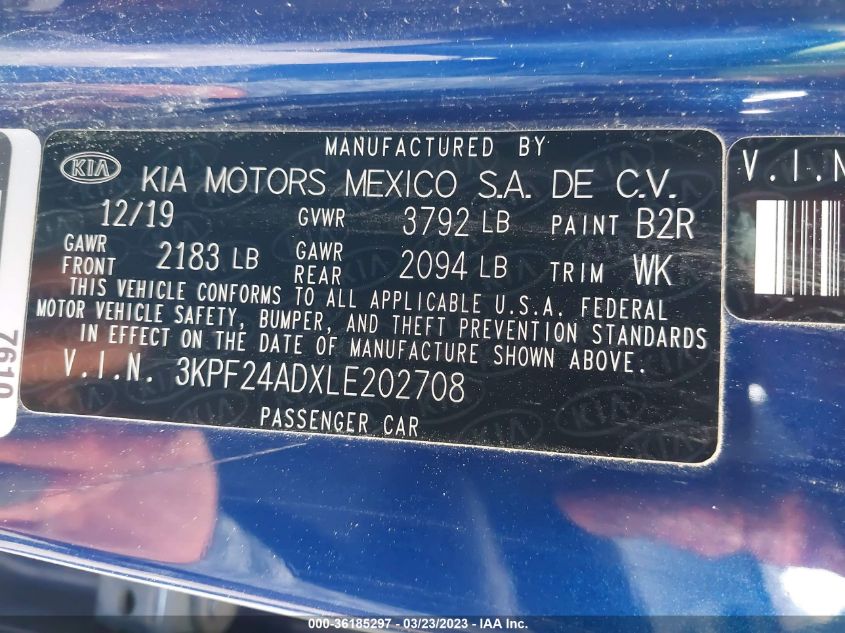 MANUFACTURED BY
KIA KIA MOTORS MEXICO S.A. DE C.V.
12/19 GVWR 3792 LB PAINT B2R
GAWR FRONT 2183 LB GAWR REAR 2094 LB TRIM WK
THIS VEHICLE CONFORMS TO ALL APPLICABLE U.S.A. FEDERAL
MOTOR VEHICLE SAFETY, BUMPER, AND THEFT PREVENTION STANDARDS
IN EFFECT ON THE DATE OF MANUFACTURE SHOWN ABOVE.
V.I.N. 3KPF24ADXLE202708
PASSENGER CAR
V.I.N
7610
000-36185297 - 03/23/2023 - IAA Inc.